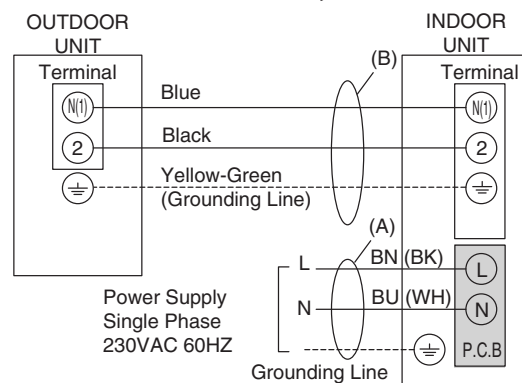 OUTDOOR
UNIT
Terminal
N(1)
2
Blue
Black
Yellow-Green
(Grounding Line)
(B)
INDOOR
UNIT
Terminal
N(1)
2
(A)
L
BN (BK)
L
N
BU (WH)
N
P.C.B
Power Supply
Single Phase
230VAC 60HZ
Grounding Line